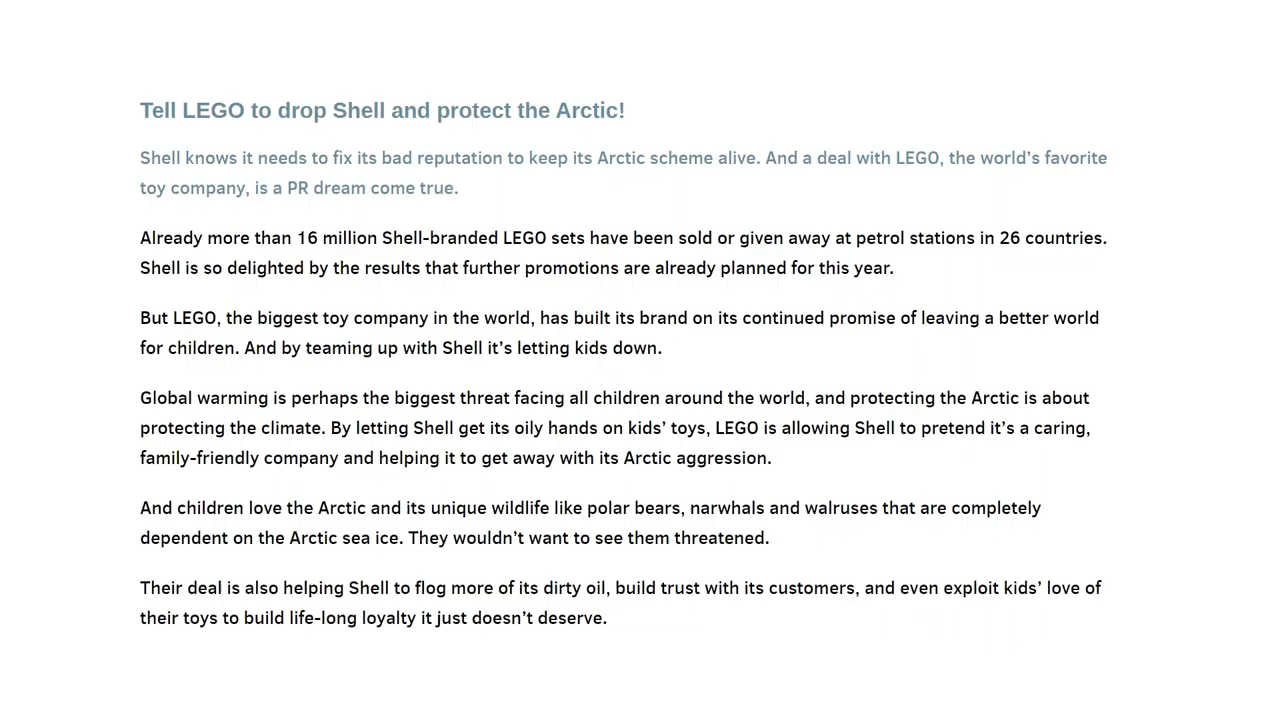 Tell LEGO to drop Shell and protect the Arctic!
Shell knows it needs to fix its bad reputation to keep its Arctic scheme alive. And a deal with LEGO, the world’s favorite
toy company, is a PR dream come true.
Already more than 16 million Shell-branded LEGO sets have been sold or given away at petrol stations in 26 countries.
Shell is so delighted by the results that further promotions are already planned for this year.
But LEGO, the biggest toy company in the world, has built its brand on its continued promise of leaving a better world
for children. And by teaming up with Shell it’s letting kids down.
Global warming is perhaps the biggest threat facing all children around the world, and protecting the Arctic is about
protecting the climate. By letting Shell get its oily hands on kids’ toys, LEGO is allowing Shell to pretend it’s a caring,
family-friendly company and helping it to get away with its Arctic aggression.
And children love the Arctic and its unique wildlife like polar bears, narwhals and walruses that are completely
dependent on the Arctic sea ice. They wouldn’t want to see them threatened.
Their deal is also helping Shell to flog more of its dirty oil, build trust with its customers, and even exploit kids’ love of
their toys to build life-long loyalty it just doesn’t deserve.